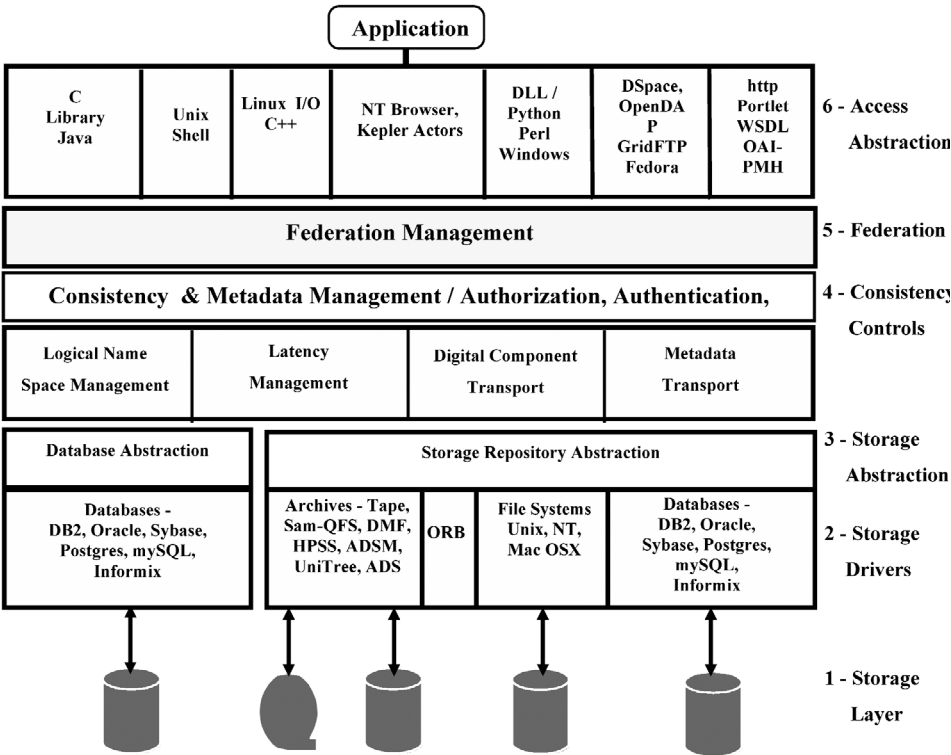 Application
C
Library
Java
Unix
Shell
Linux I/O
C++
NT Browser,
Kepler Actors
DLL /
Python
Perl
Windows
DSpace,
OpenDA
P
GridFTP
Fedora
http
Portlet
WSDL
OAI-
PMH
6 - Access
Abstraction
Federation Management
5 - Federation
Consistency & Metadata Management / Authorization, Authentication,
4 - Consistency
Controls
Logical Name
Space Management
Latency
Management
Digital Component
Transport
Metadata
Transport
Database Abstraction
Storage Repository Abstraction
3 - Storage
Abstraction
Databases -
DB2, Oracle, Sybase,
Postgres, mySQL,
Informix
Archives - Tape,
Sam-QFS, DMF,
HPSS, ADSM,
UniTree, ADS
ORB
File Systems
Unix, NT,
Mac OSX
Databases -
DB2, Oracle,
Sybase, Postgres,
mySQL,
Informix
2 - Storage
Drivers
1 - Storage
Layer